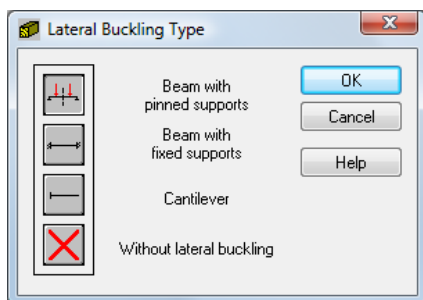 Lateral Buckling Type
Beam with
pinned supports
Beam with
fixed supports
Cantilever
Without lateral buckling
OK
Cancel
Help